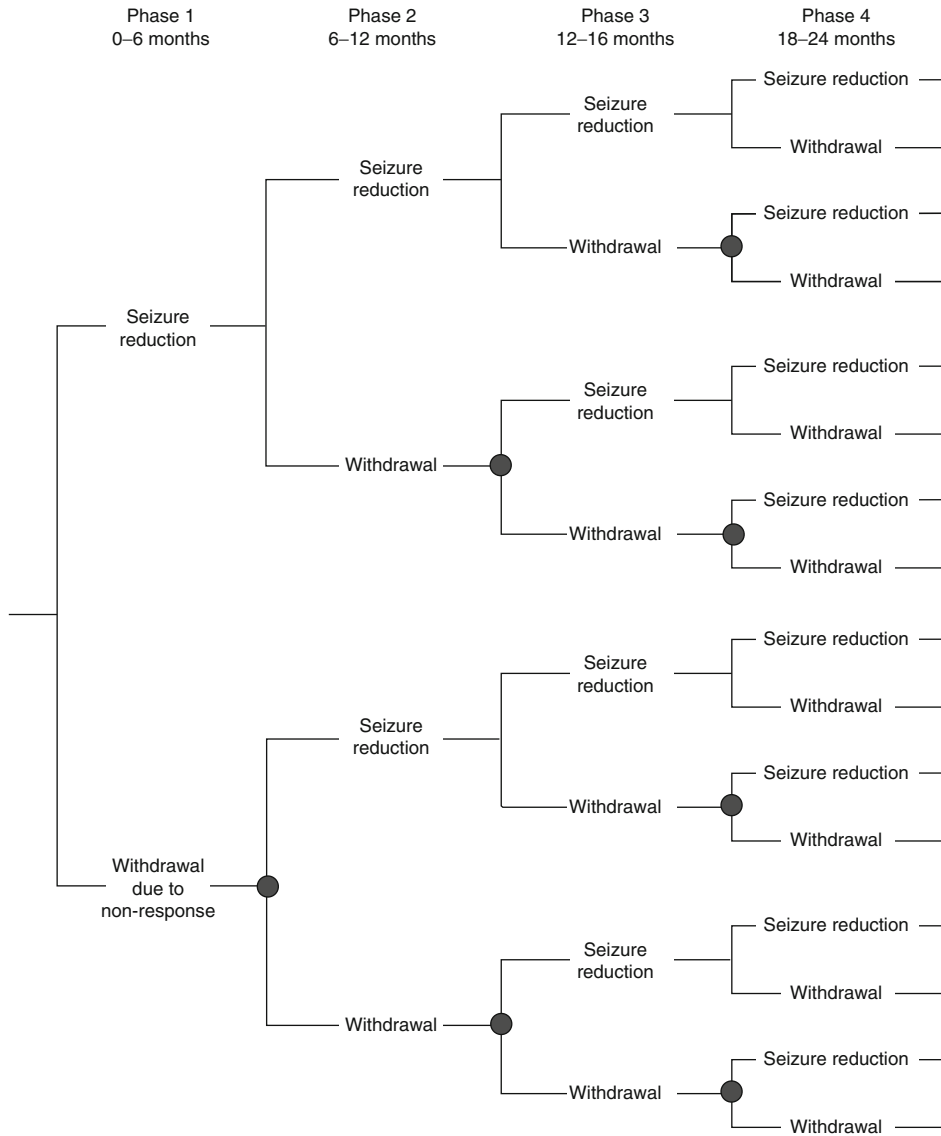 Phase 1
0–6 months
Phase 2
6–12 months
Phase 3
12–16 months
Phase 4
18–24 months
Seizure reduction
Seizure
reduction
Withdrawal
Seizure
reduction
Seizure reduction
Withdrawal
Withdrawal
Seizure
reduction
Seizure reduction
Seizure
reduction
Withdrawal
Withdrawal
Seizure reduction
Withdrawal
Withdrawal
Seizure reduction
Seizure
reduction
Withdrawal
Seizure
reduction
Seizure reduction
Withdrawal
Withdrawal
Withdrawal
due to
non-response
Seizure reduction
Seizure
reduction
Withdrawal
Withdrawal
Seizure reduction
Withdrawal
Withdrawal